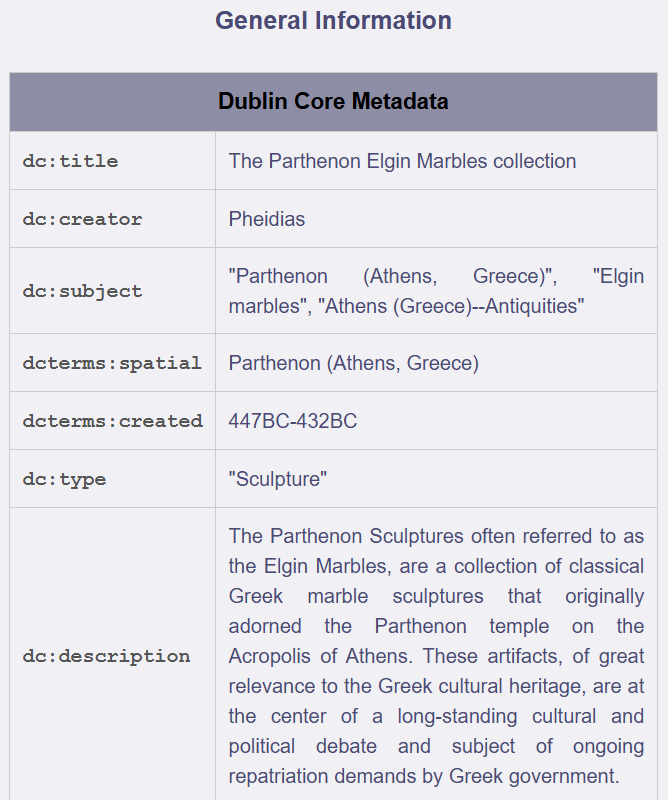 General Information
Dublin Core Metadata
dc:title
The Parthenon Elgin Marbles collection
dc:creator
Pheidias
dc:subject
"Parthenon (Athens, Greece)", "Elgin
marbles", "Athens (Greece)--Antiquities"
dcterms:spatial
Parthenon (Athens, Greece)
dcterms:created
447BC-432BC
dc:type
"Sculpture"
dc:description
The Parthenon Sculptures often referred to as
the Elgin Marbles, are a collection of classical
Greek marble sculptures that originally
adorned the Parthenon temple on the
Acropolis of Athens. These artifacts, of great
relevance to the Greek cultural heritage, are at
the center of a long-standing cultural and
political debate and subject of ongoing
repatriation demands by Greek government.